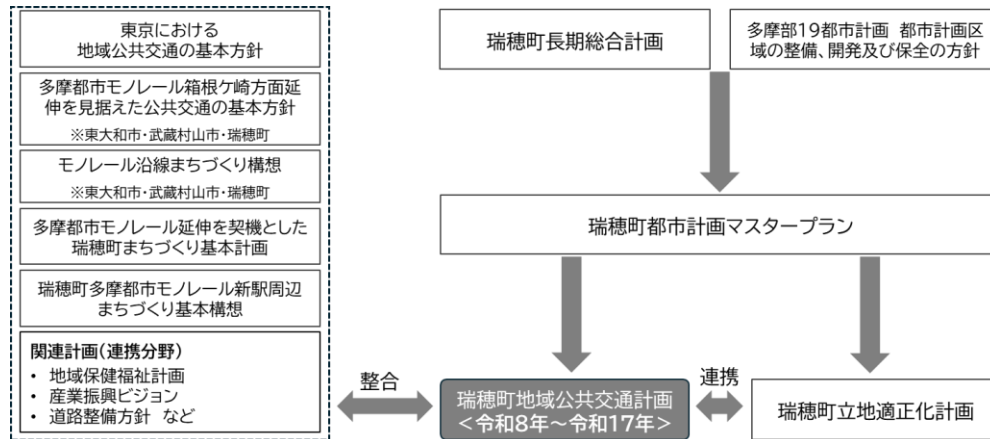 東京における
地域公共交通の基本方針
多摩都市モノレール箱根ケ崎方面延
伸を見据えた公共交通の基本方針
※東大和市・武蔵村山市・瑞穂町
モノレール沿線まちづくり構想
※東大和市・武蔵村山市・瑞穂町
多摩都市モノレール延伸を契機とした
瑞穂町まちづくり基本計画
瑞穂町多摩都市モノレール新駅周辺
まちづくり基本構想
関連計画(連携分野)
• 地域保健福祉計画
• 産業振興ビジョン
• 道路整備方針 など
瑞穂町長期総合計画
多摩部19都市計画 都市計画区
域の整備、開発及び保全の方針
瑞穂町都市計画マスタープラン
整合
瑞穂町地域公共交通計画
<令和8年~令和17年>
連携
瑞穂町立地適正化計画